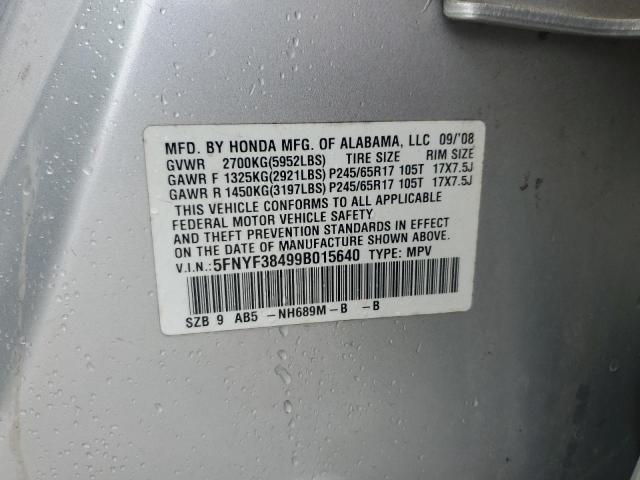 MFD. BY HONDA MFG. OF ALABAMA, LLC 09/'08
GVWR 2700KG(5952LBS) TIRE SIZE RIM SIZE
GAWR F 1325KG(2921LBS) P245/65R17 105T 17X7.5J
GAWR R 1450KG(3197LBS) P245/65R17 105T 17X7.5J
THIS VEHICLE CONFORMS TO ALL APPLICABLE
FEDERAL MOTOR VEHICLE SAFETY
AND THEFT PREVENTION STANDARDS IN EFFECT
ON THE DATE OF MANUFACTURE SHOWN ABOVE.
V.I.N.: 5FNYF38499B015640 TYPE: MPV
SZB 9 AB5 -NH689M-B -B